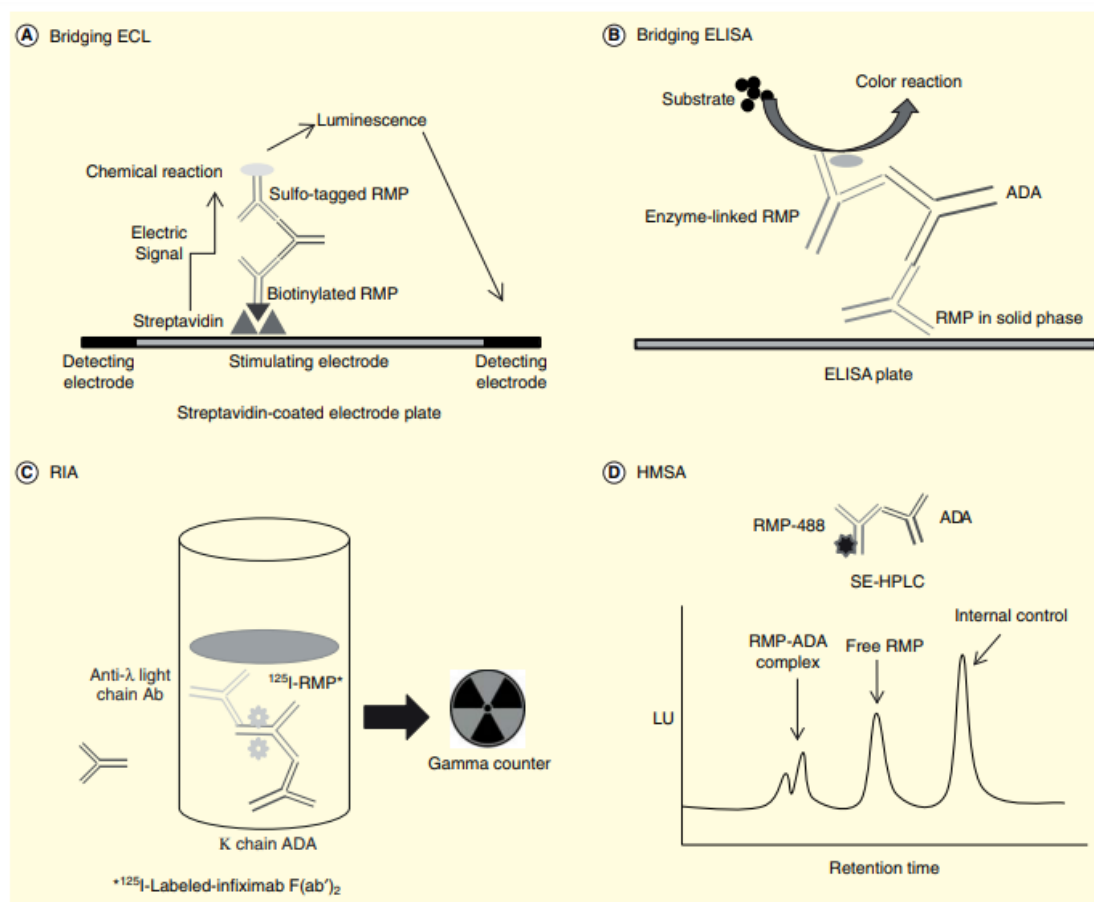 A Bridging ECL
Luminescence
Chemical reaction
Sulfo-tagged RMP
Electric
Signal
Biotinylated RMP
Streptavidin
Detecting
electrode
Stimulating electrode
Detecting
electrode
Streptavidin-coated electrode plate
B Bridging ELISA
Substrate
Color reaction
Enzyme-linked RMP
ADA
RMP in solid phase
ELISA plate
C RIA
Anti-λ light
chain Ab
¹²⁵I-RMP*
Gamma counter
K chain ADA
*¹²⁵I-Labeled-infiximab F(ab′)₂
D HMSA
RMP-488
ADA
SE-HPLC
Internal control
RMP-ADA
complex
Free RMP
LU
Retention time